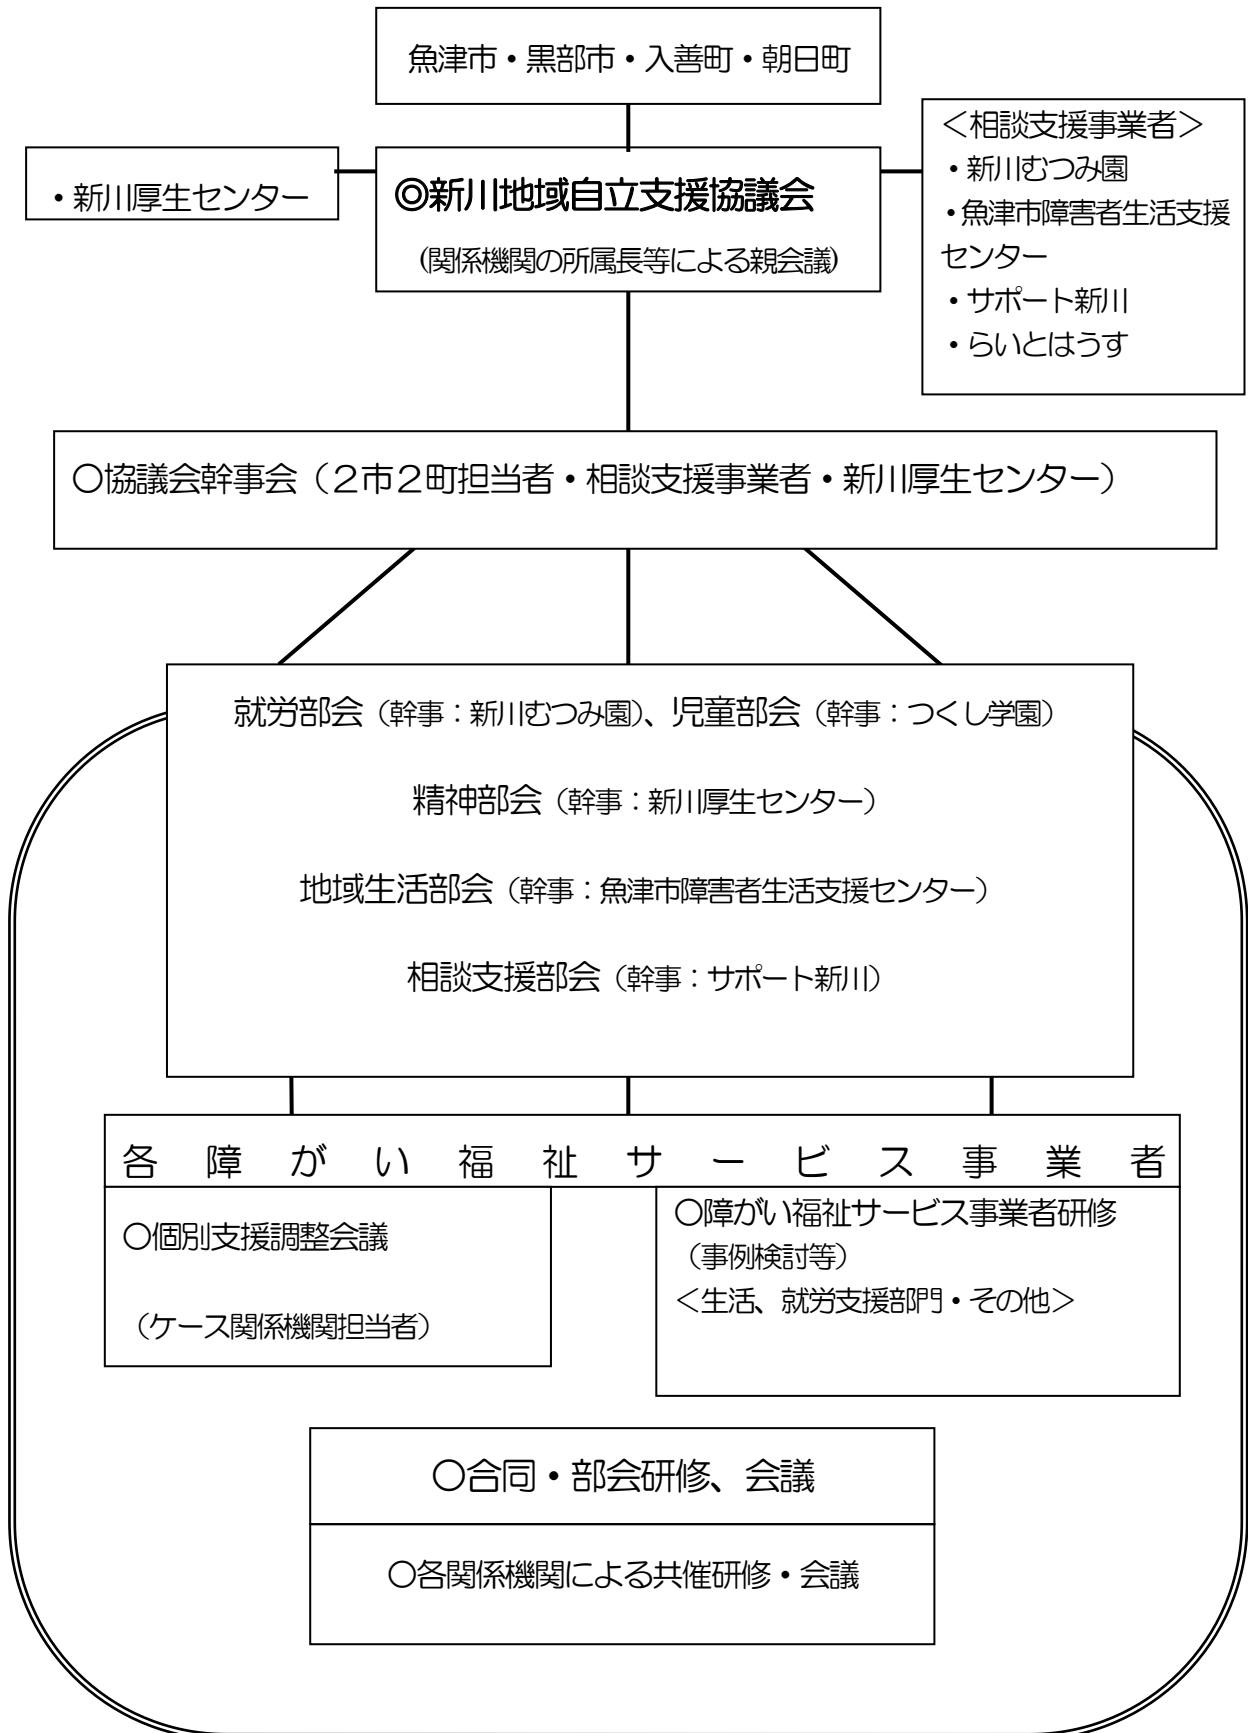 魚津市・黒部市・入善町・朝日町
・新川厚生センター
◎新川地域自立支援協議会
(関係機関の所属長等による親会議)
＜相談支援事業者＞
・新川むつみ園
・魚津市障害者生活支援
センター
・サポート新川
・らいとはうす
○協議会幹事会（２市２町担当者・相談支援事業者・新川厚生センター）
就労部会（幹事：新川むつみ園）、児童部会（幹事：つくし学園）
精神部会（幹事：新川厚生センター）
地域生活部会（幹事：魚津市障害者生活支援センター）
相談支援部会（幹事：サポート新川）
各障がい福祉サービス事業者
○個別支援調整会議
（ケース関係機関担当者）
○障がい福祉サービス事業者研修
（事例検討等）
＜生活、就労支援部門・その他＞
○合同・部会研修、会議
○各関係機関による共催研修・会議